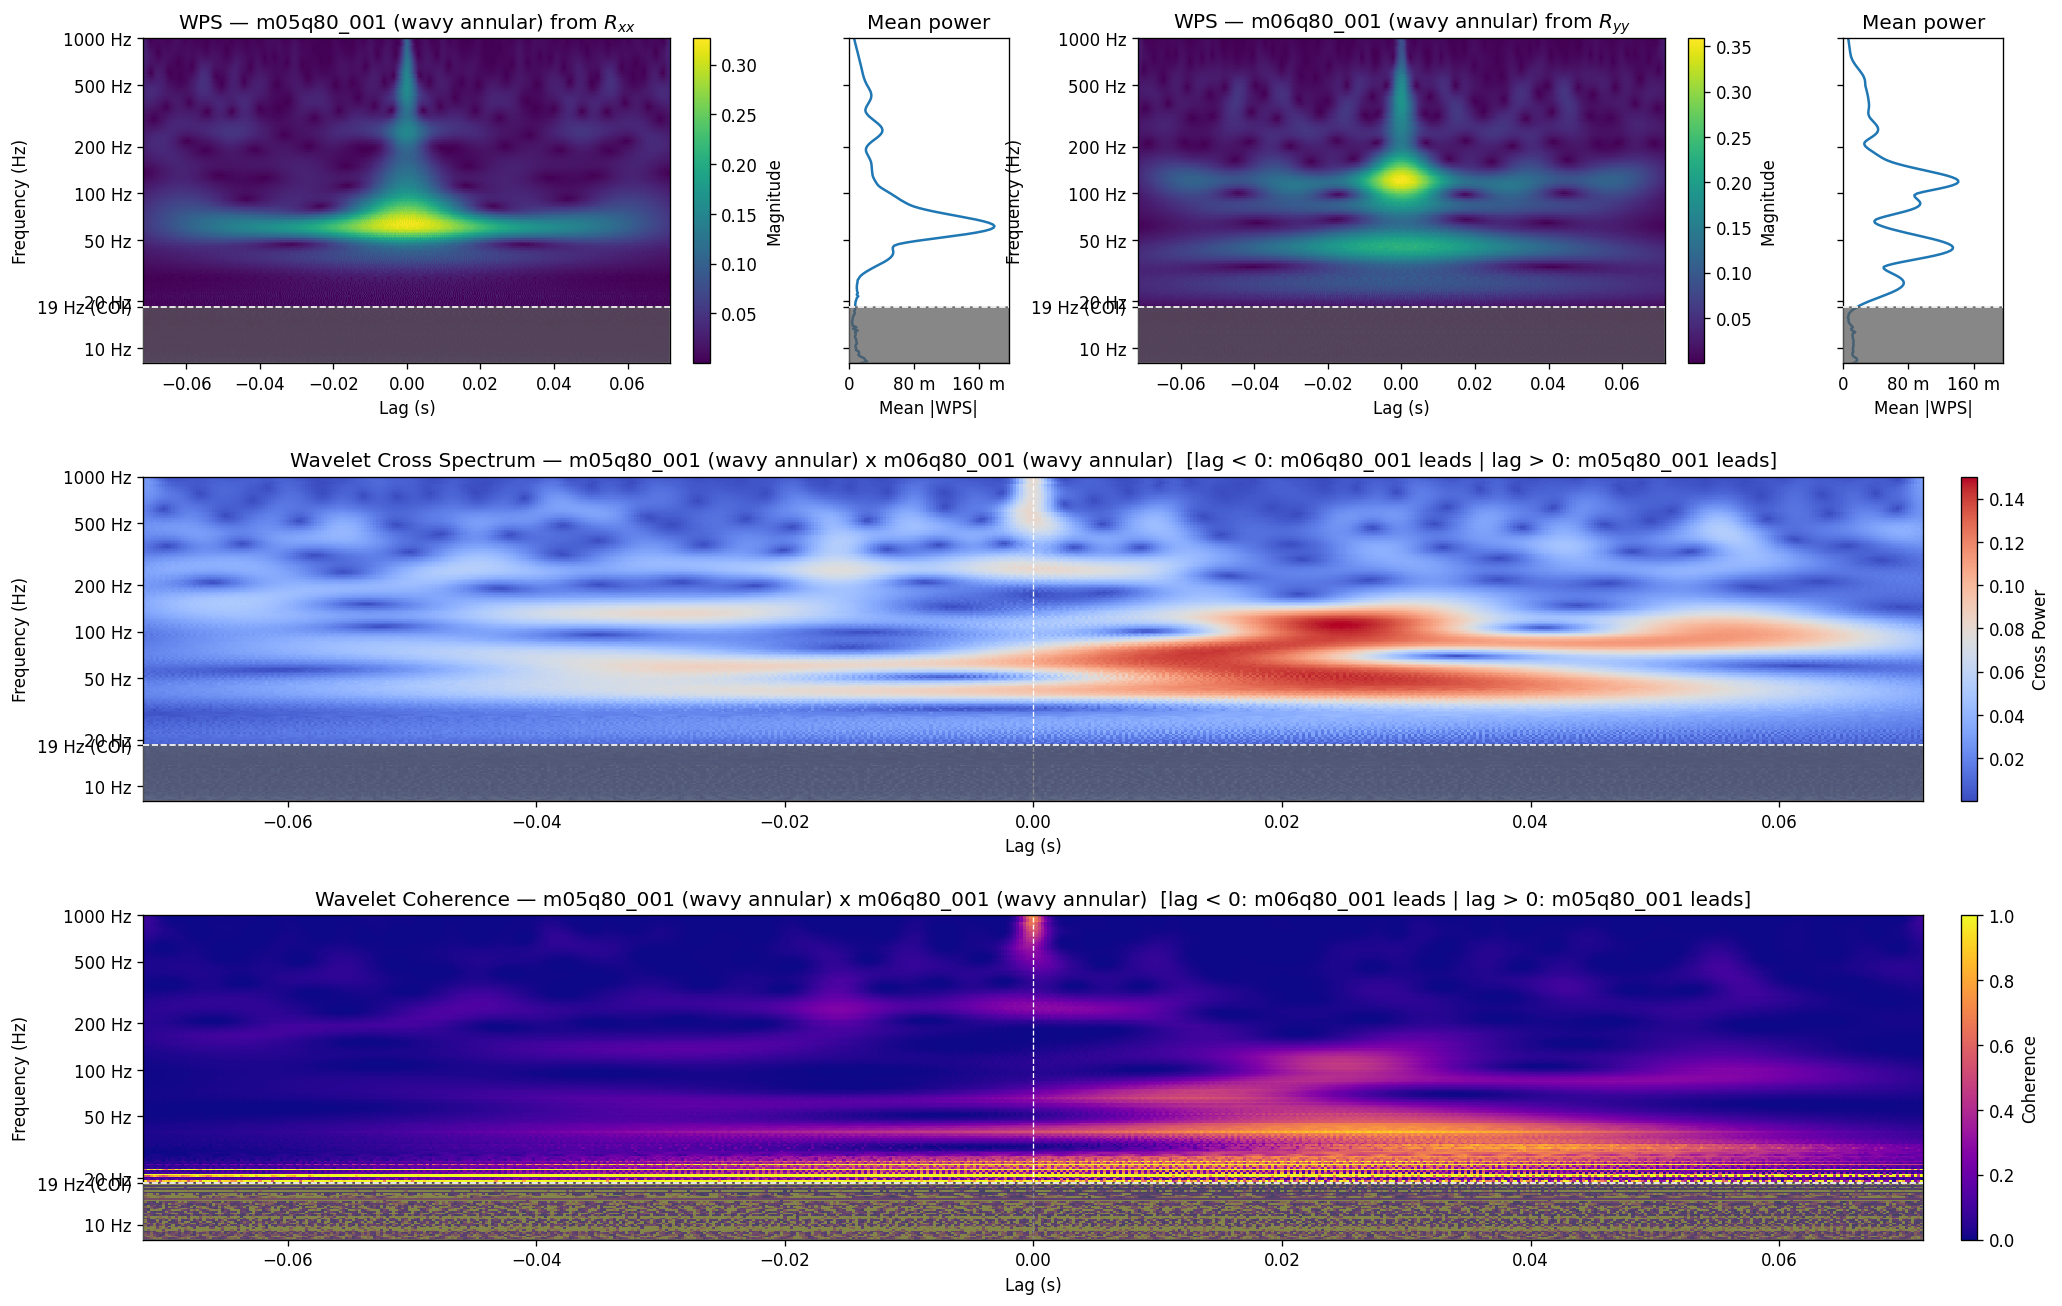 WPS — m05q80_001 (wavy annular) from Rxx
Mean power
WPS — m06q80_001 (wavy annular) from Ryy
Mean power
1000 Hz
500 Hz
200 Hz
100 Hz
50 Hz
20 Hz
19 Hz (COI)
10 Hz
Frequency (Hz)
−0.06 −0.04 −0.02 0.00 0.02 0.04 0.06
Lag (s)
0.30
0.25
0.20
0.15
0.10
0.05
Magnitude
0 80 m 160 m
Mean |WPS|
1000 Hz
500 Hz
200 Hz
100 Hz
50 Hz
20 Hz
19 Hz (COI)
10 Hz
Frequency (Hz)
−0.06 −0.04 −0.02 0.00 0.02 0.04 0.06
Lag (s)
0.35
0.30
0.25
0.20
0.15
0.10
0.05
Magnitude
0 80 m 160 m
Mean |WPS|
Wavelet Cross Spectrum — m05q80_001 (wavy annular) x m06q80_001 (wavy annular) [lag < 0: m06q80_001 leads | lag > 0: m05q80_001 leads]
1000 Hz
500 Hz
200 Hz
100 Hz
50 Hz
20 Hz
19 Hz (COI)
10 Hz
Frequency (Hz)
−0.06 −0.04 −0.02 0.00 0.02 0.04 0.06
Lag (s)
0.14
0.12
0.10
0.08
0.06
0.04
0.02
Cross Power
Wavelet Coherence — m05q80_001 (wavy annular) x m06q80_001 (wavy annular) [lag < 0: m06q80_001 leads | lag > 0: m05q80_001 leads]
1000 Hz
500 Hz
200 Hz
100 Hz
50 Hz
20 Hz
19 Hz (COI)
10 Hz
Frequency (Hz)
−0.06 −0.04 −0.02 0.00 0.02 0.04 0.06
Lag (s)
1.0
0.8
0.6
0.4
0.2
0.0
Coherence